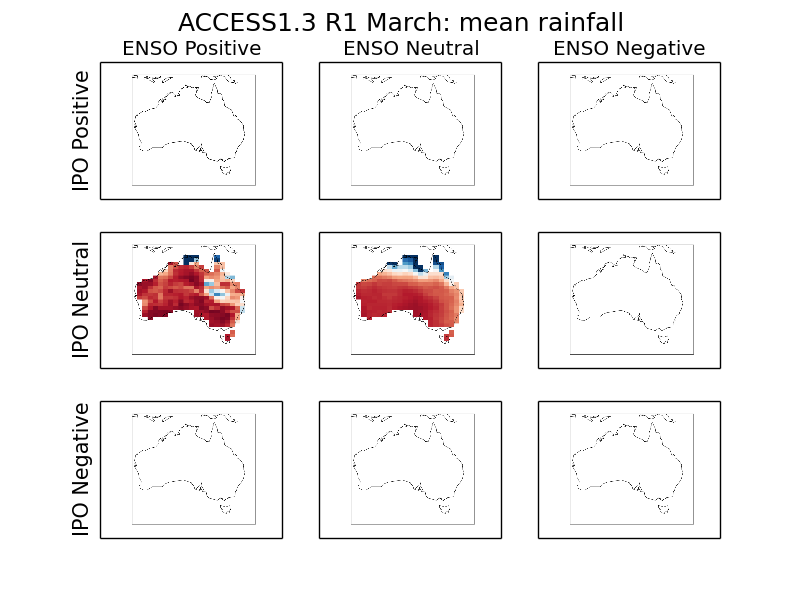 ACCESS1.3 R1 March: mean rainfall
ENSO Positive
ENSO Neutral
ENSO Negative
IPO Positive
IPO Neutral
IPO Negative